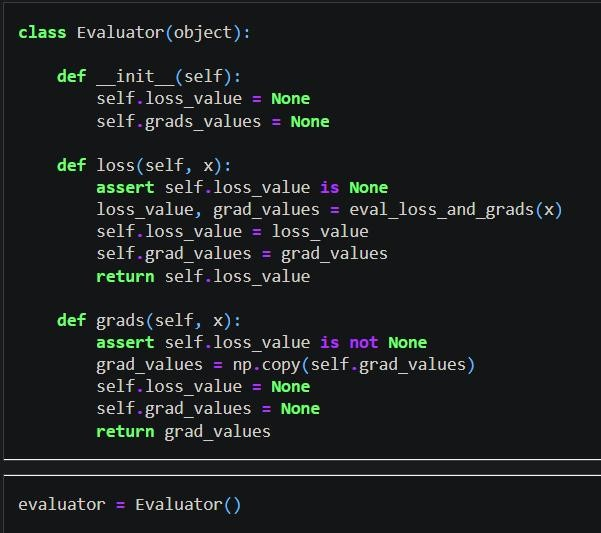 class Evaluator(object):
    def __init__(self):
        self.loss_value = None
        self.grads_values = None
    def loss(self, x):
        assert self.loss_value is None
        loss_value, grad_values = eval_loss_and_grads(x)
        self.loss_value = loss_value
        self.grad_values = grad_values
        return self.loss_value
    def grads(self, x):
        assert self.loss_value is not None
        grad_values = np.copy(self.grad_values)
        self.loss_value = None
        self.grad_values = None
        return grad_values
evaluator = Evaluator()